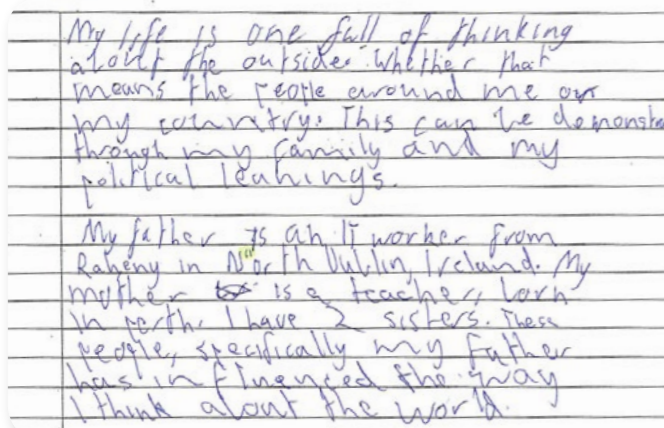 My life is one full of thinking
about the outside. Whether that
means the people around me or
my country. This can be demonstra
through my family and my
political leanings.
My father is an IT worker from
Raheny in North Dublin, Ireland. My
mother is a teacher, born
in perth. I have 2 sisters. These
people, specifically my father
has influenced the way
I think about the world.